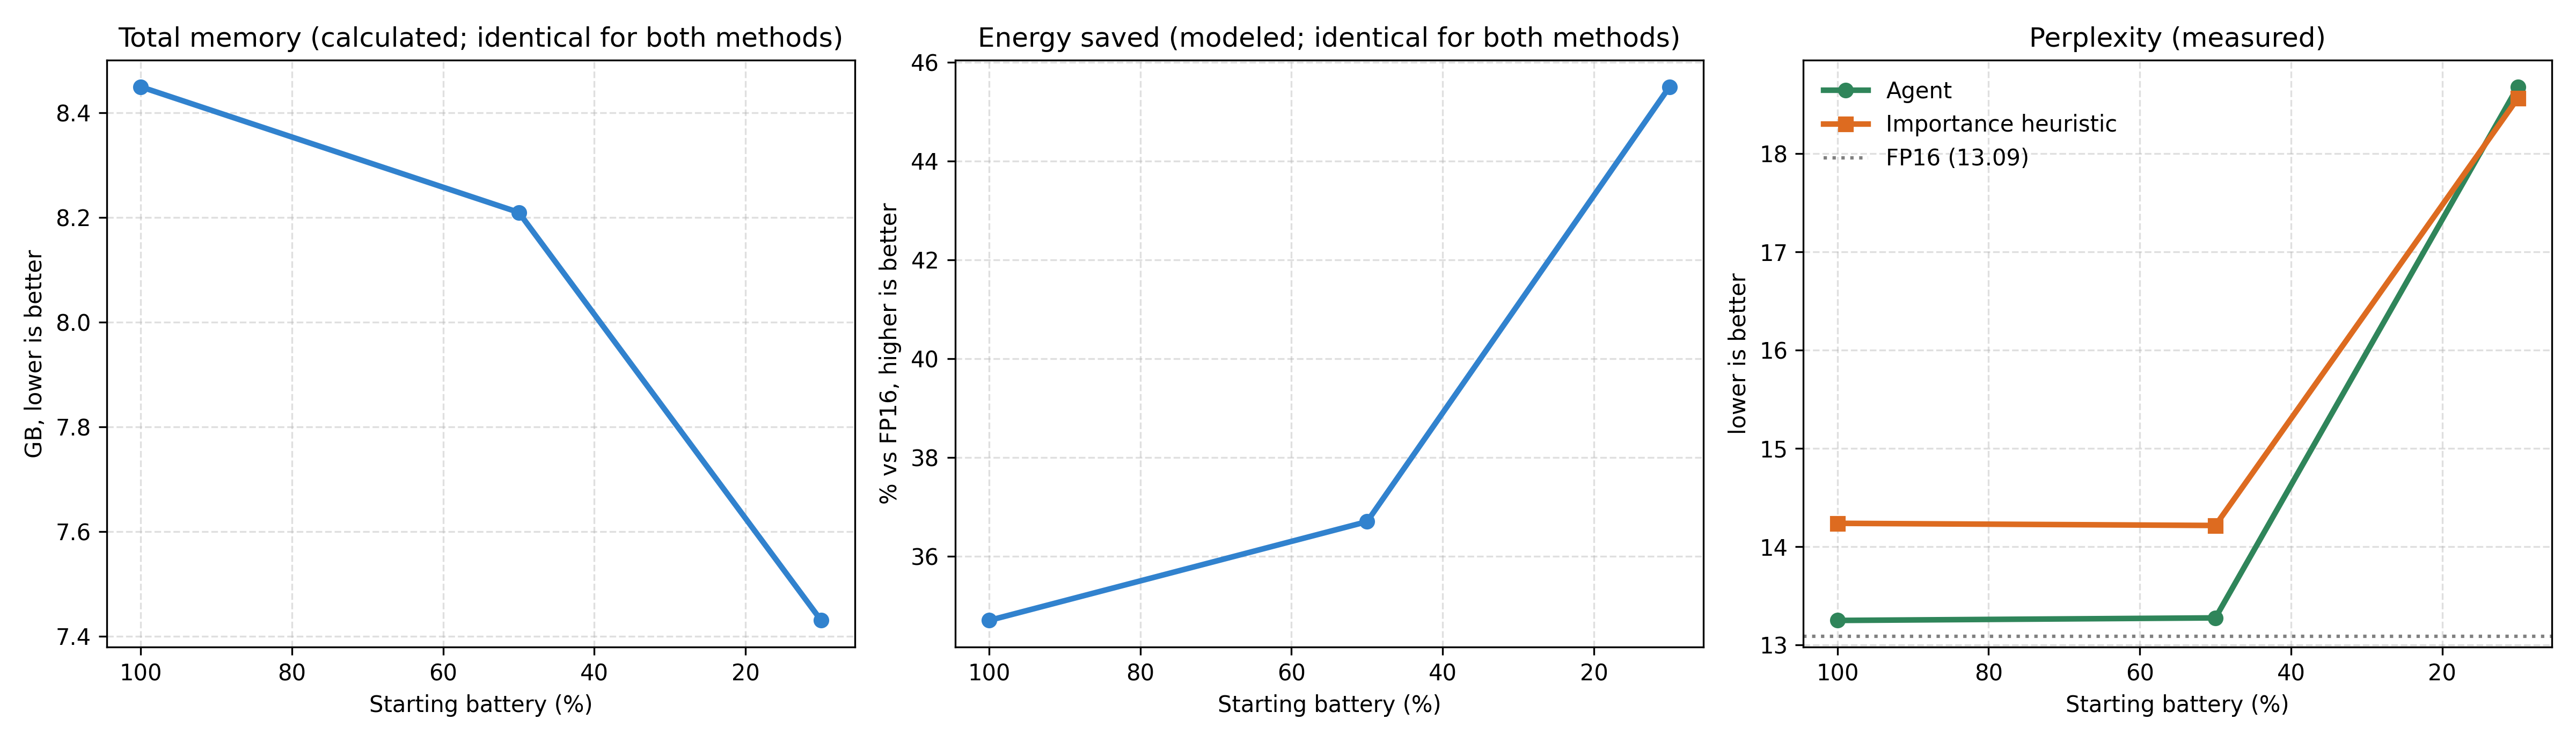 Total memory (calculated; identical for both methods)
GB, lower is better
8.4
8.2
8.0
7.8
7.6
7.4
100 80 60 40 20
Starting battery (%)
Energy saved (modeled; identical for both methods)
% vs FP16, higher is better
46
44
42
40
38
36
100 80 60 40 20
Starting battery (%)
Perplexity (measured)
lower is better
Agent
Importance heuristic
FP16 (13.09)
18
17
16
15
14
13
100 80 60 40 20
Starting battery (%)